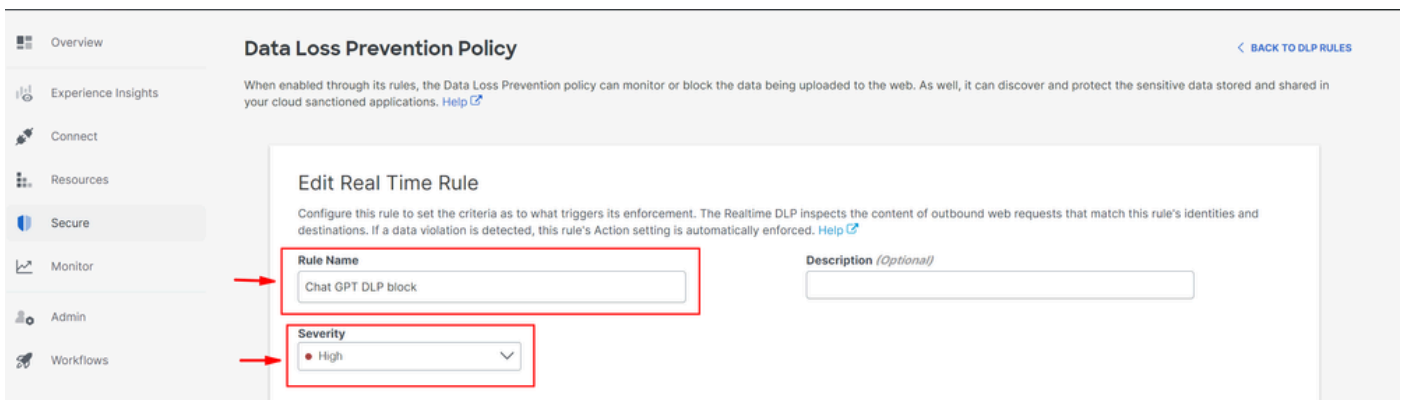 Overview
Experience Insights
Connect
Resources
Secure
Monitor
Admin
Workflows
Data Loss Prevention Policy
BACK TO DLP RULES
When enabled through its rules, the Data Loss Prevention policy can monitor or block the data being uploaded to the web. As well, it can discover and protect the sensitive data stored and shared in
your cloud sanctioned applications. Help
Edit Real Time Rule
Configure this rule to set the criteria as to what triggers its enforcement. The Realtime DLP inspects the content of outbound web requests that match this rule's identities and
destinations. If a data violation is detected, this rule's Action setting is automatically enforced. Help
Rule Name
Chat GPT DLP block
Description (Optional)
Severity
High